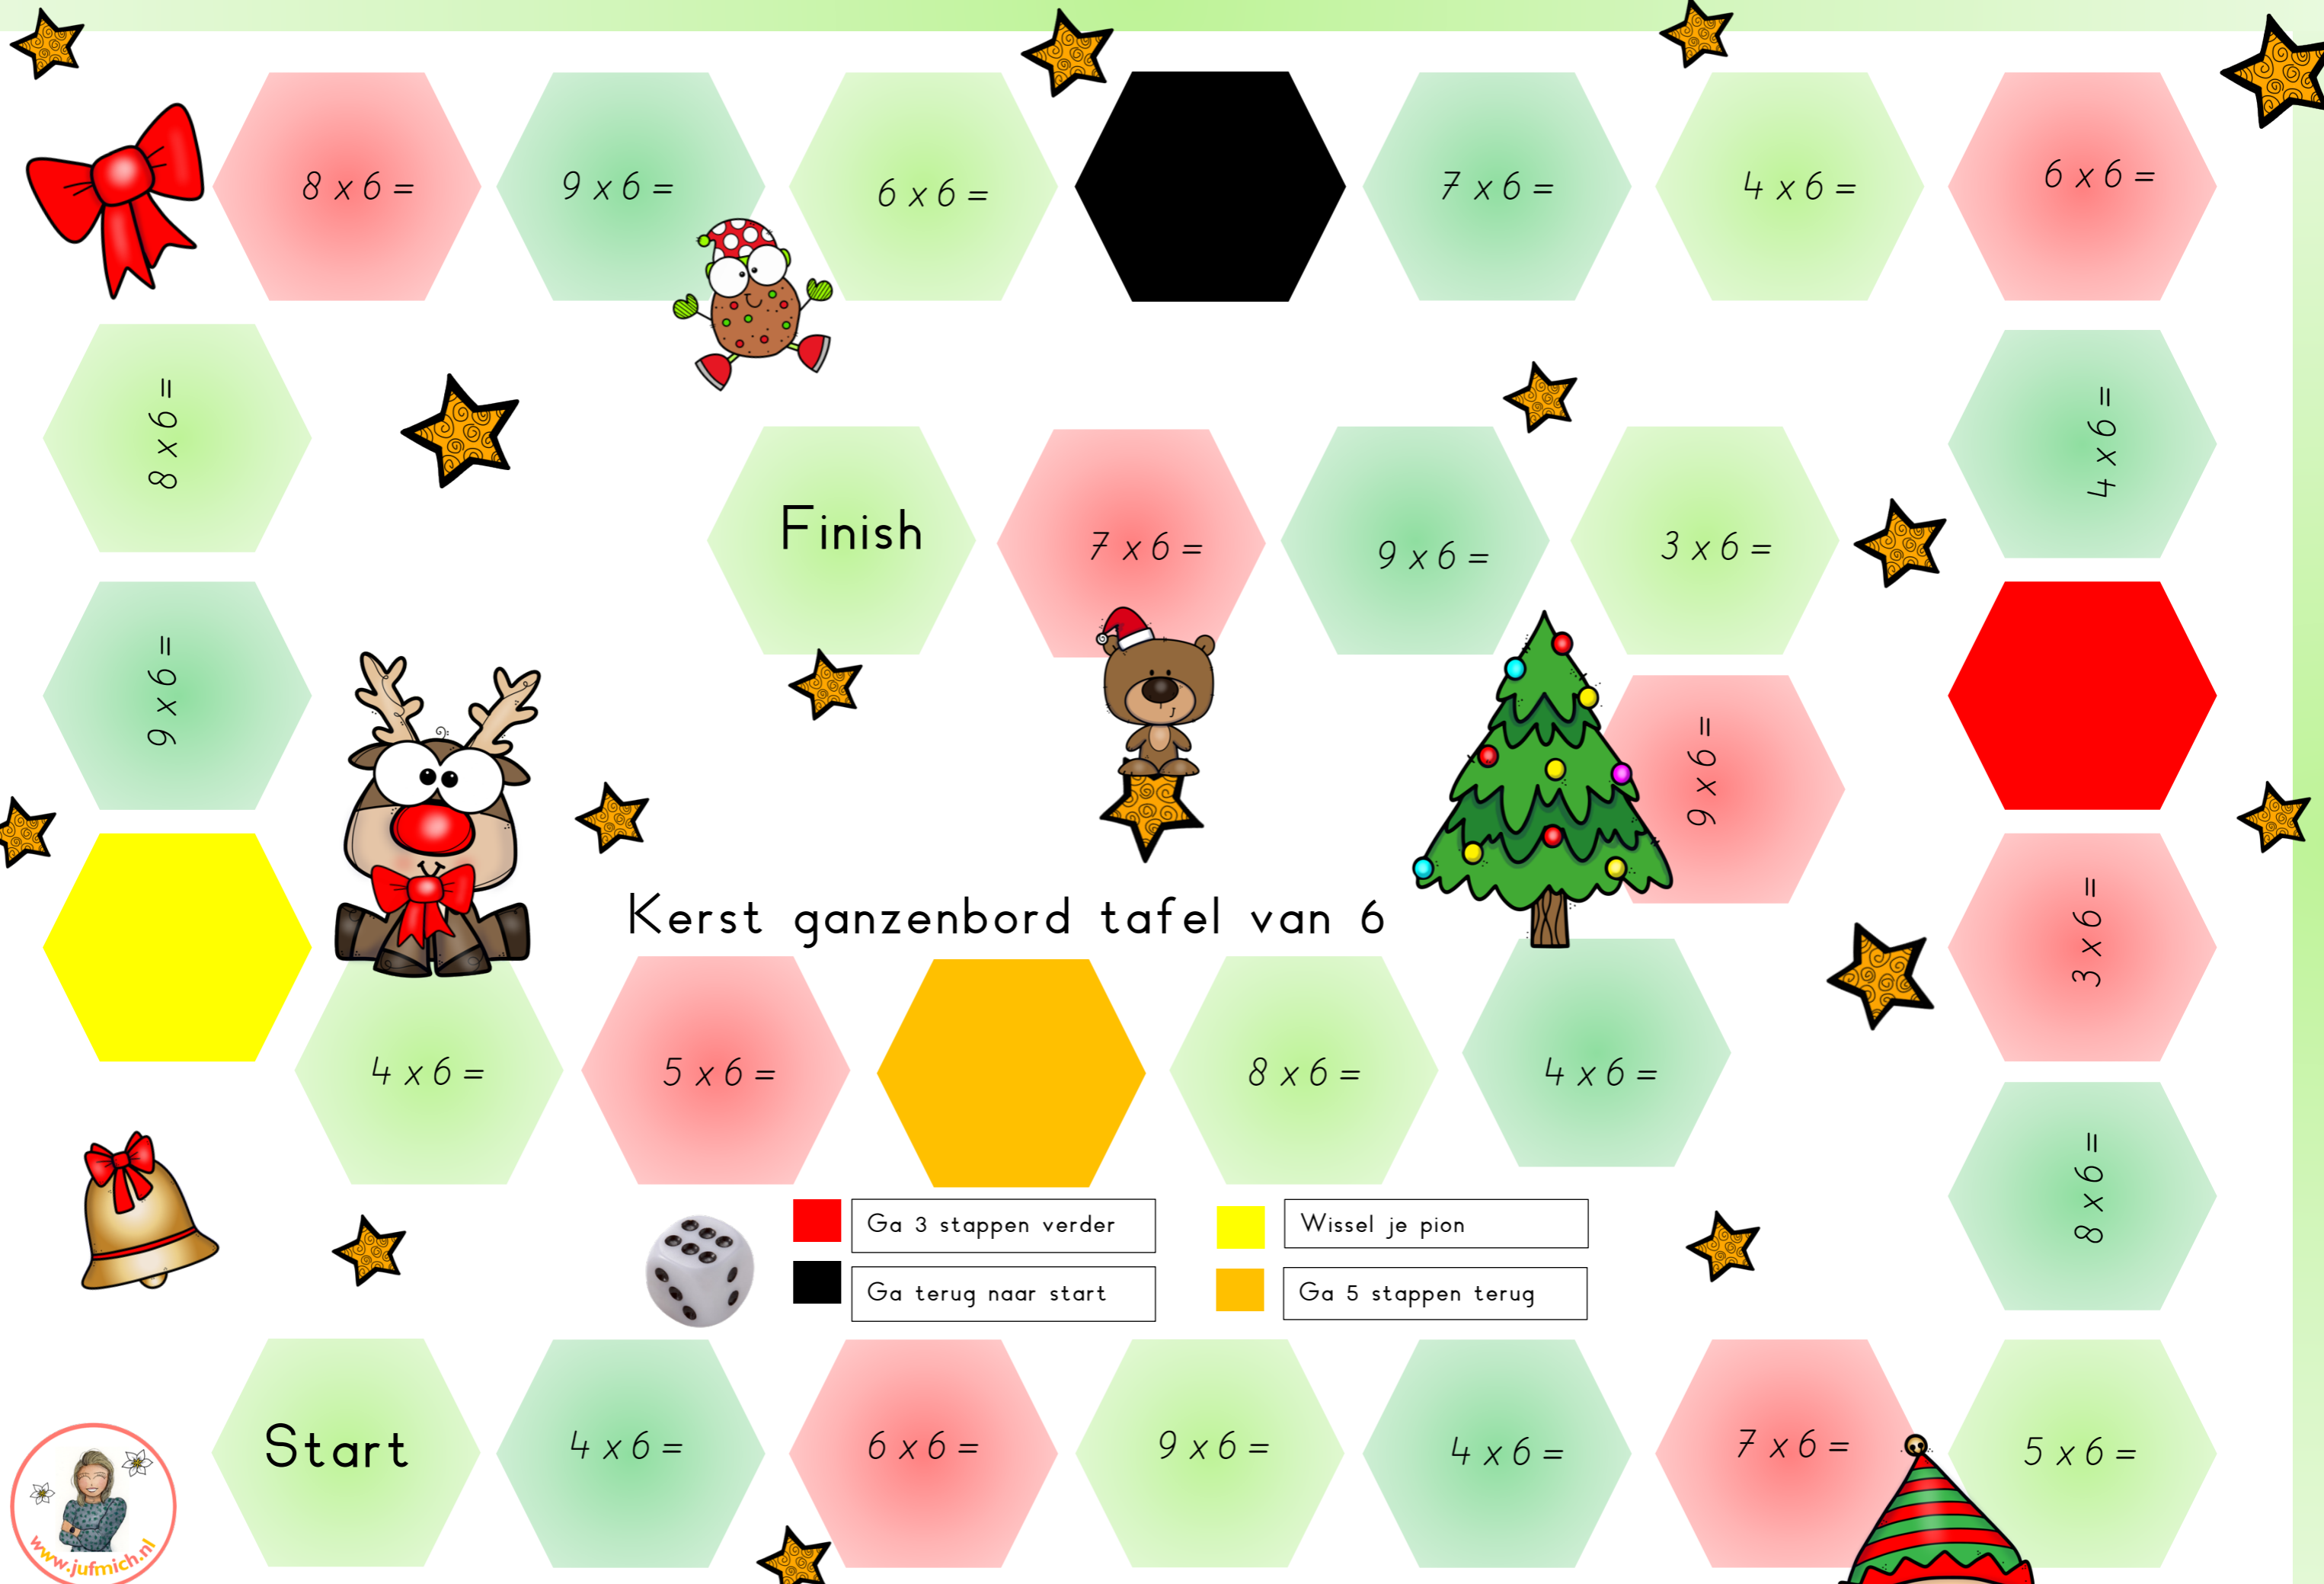 8 x 6 =
9 x 6 =
6 x 6 =
7 x 6 =
4 x 6 =
6 x 6 =
8 x 6 =
4 x 6 =
Finish
7 x 6 =
9 x 6 =
3 x 6 =
9 x 6 =
9 x 6 =
3 x 6 =
Kerst ganzenbord tafel van 6
4 x 6 =
5 x 6 =
8 x 6 =
4 x 6 =
8 x 6 =
Ga 3 stappen verder
Wissel je pion
Ga terug naar start
Ga 5 stappen terug
Start
4 x 6 =
6 x 6 =
9 x 6 =
4 x 6 =
7 x 6 =
5 x 6 =
www.jufmich.nl